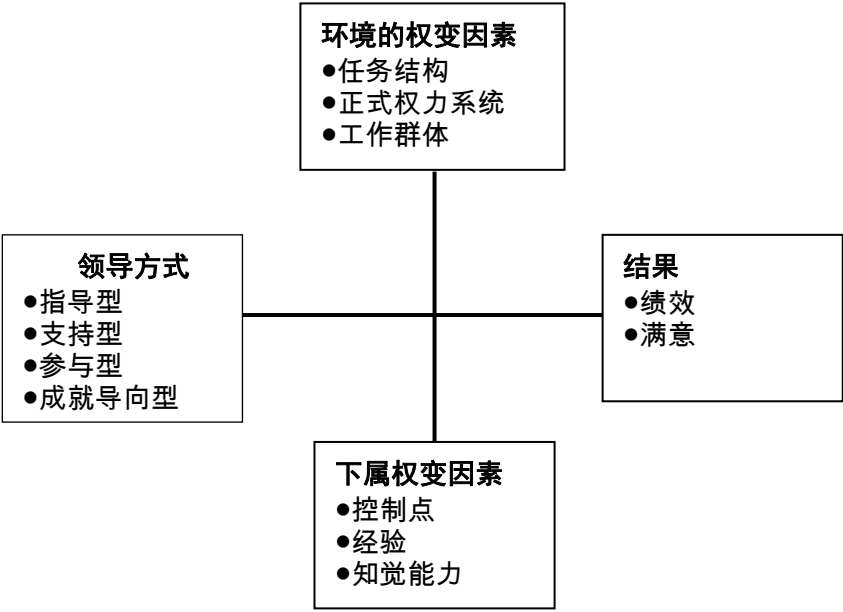 环境的权变因素
●任务结构
●正式权力系统
●工作群体
领导方式
●指导型
●支持型
●参与型
●成就导向型
结果
●绩效
●满意
下属权变因素
●控制点
●经验
●知觉能力